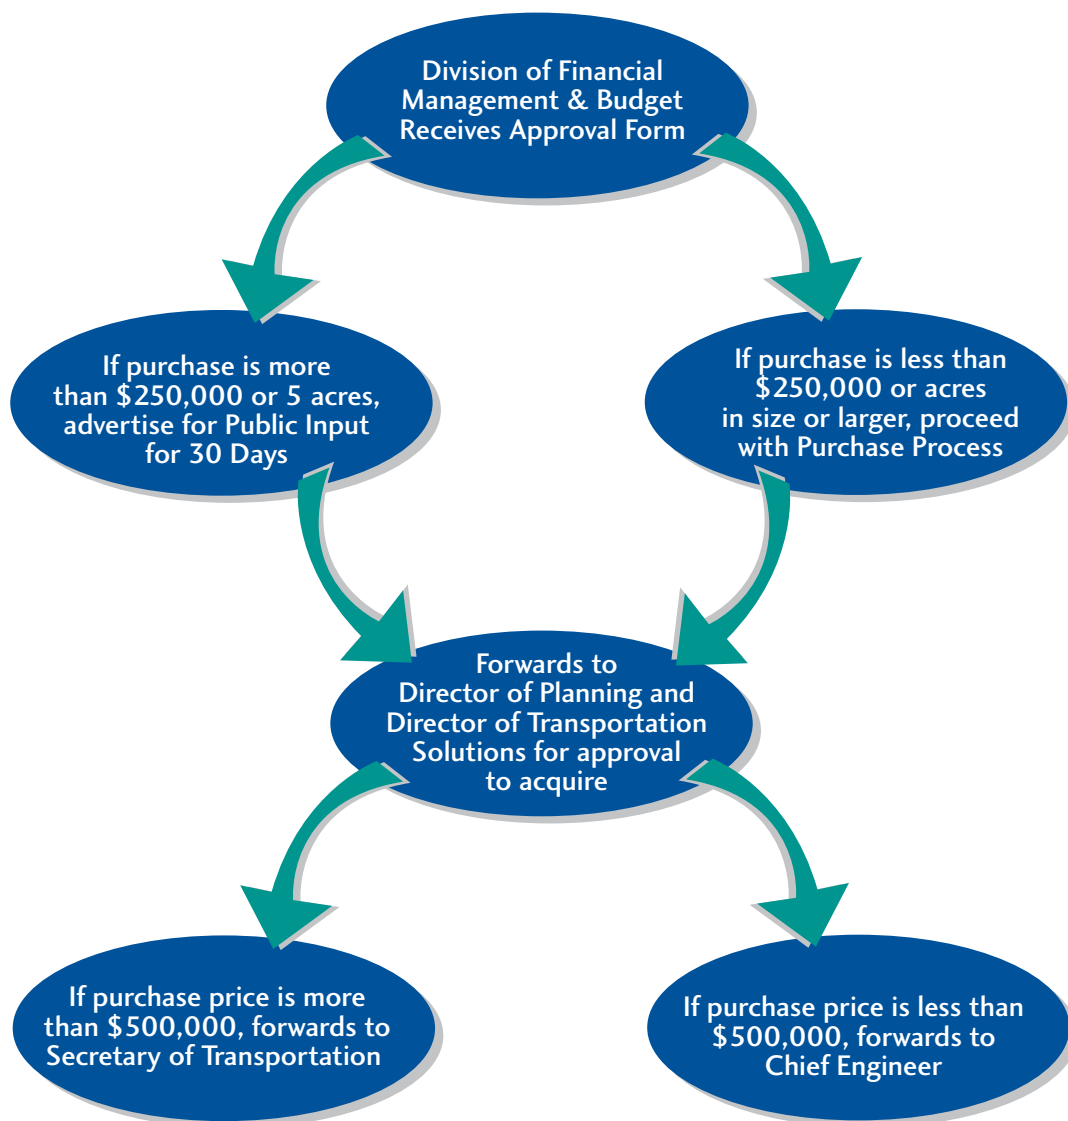 Division of Financial
Management & Budget
Receives Approval Form
If purchase is more
than $250,000 or 5 acres,
advertise for Public Input
for 30 Days
If purchase is less than
$250,000 or acres
in size or larger, proceed
with Purchase Process
Forwards to
Director of Planning and
Director of Transportation
Solutions for approval
to acquire
If purchase price is more
than $500,000, forwards to
Secretary of Transportation
If purchase price is less than
$500,000, forwards to
Chief Engineer